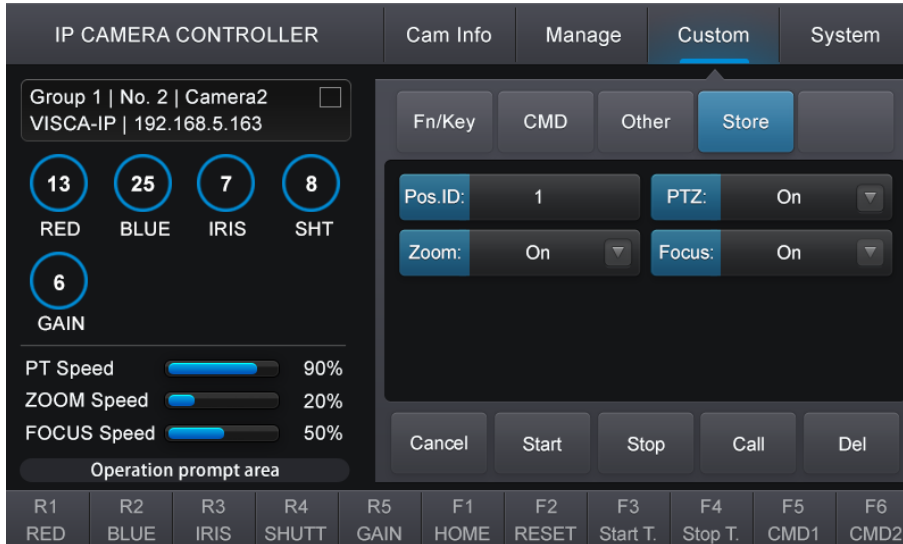 IP CAMERA CONTROLLER
Cam Info
Manage
Custom
System
Group 1 | No. 2 | Camera2
VISCA-IP | 192.168.5.163
13
25
7
8
RED
BLUE
IRIS
SHT
6
GAIN
PT Speed 90%
ZOOM Speed 20%
FOCUS Speed 50%
Operation prompt area
Fn/Key
CMD
Other
Store
Pos.ID: 1
PTZ: On
Zoom: On
Focus: On
Cancel
Start
Stop
Call
Del
R1 R2 R3 R4 R5 F1 F2 F3 F4 F5 F6
RED BLUE IRIS SHUTT GAIN HOME RESET Start T. Stop T. CMD1 CMD2